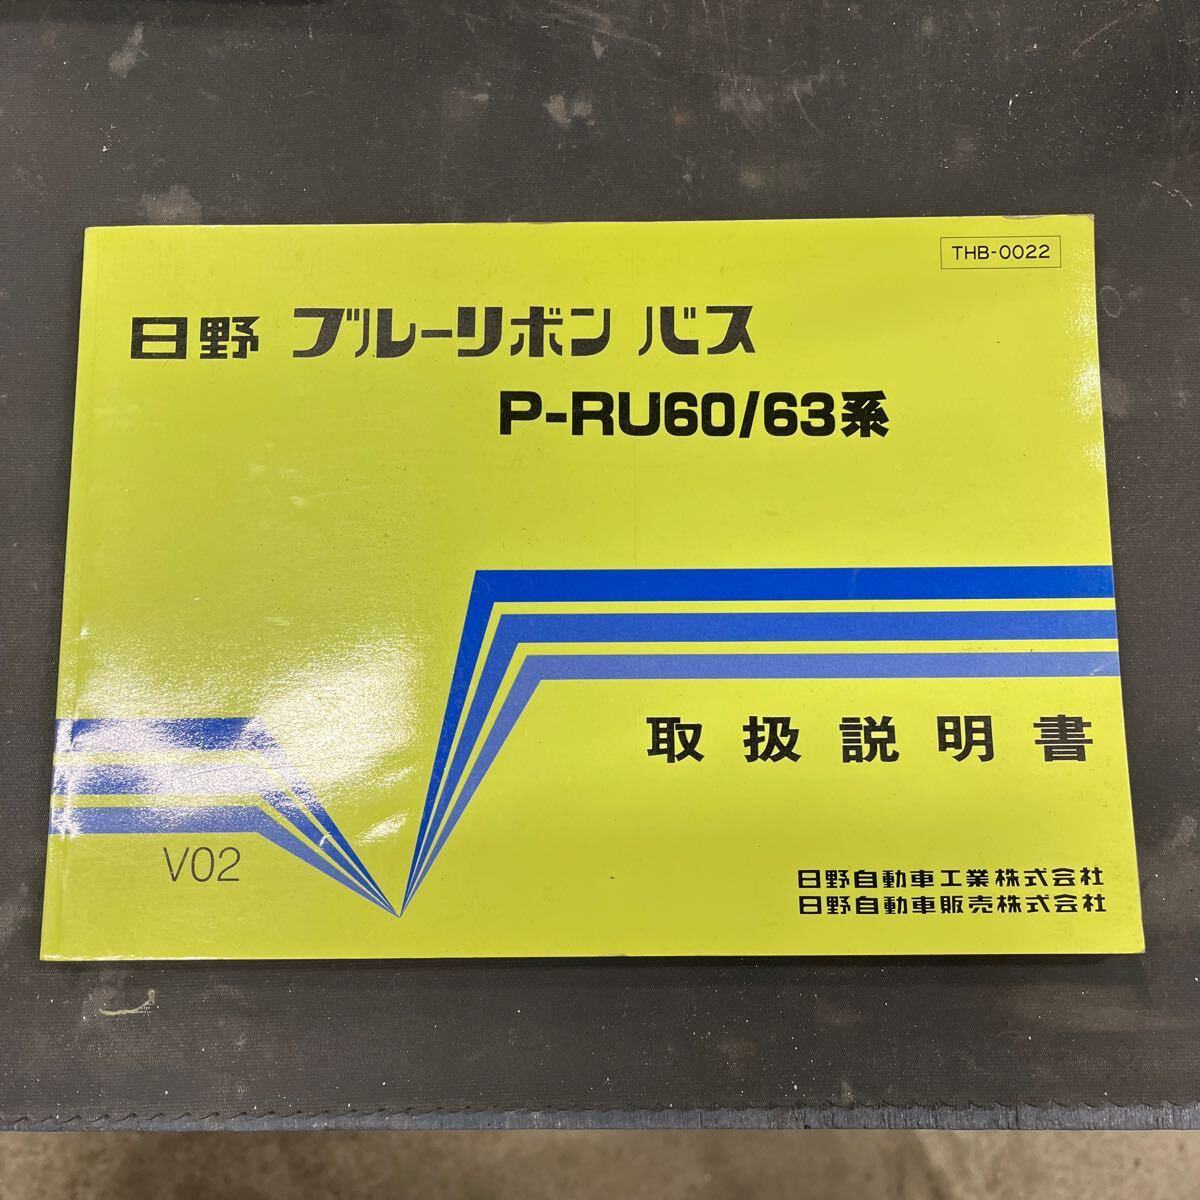 THB-0022
日野 ブルーリボン バス
P-RU60/63系
取扱説明書
V02
日野自動車工業株式会社
日野自動車販売株式会社